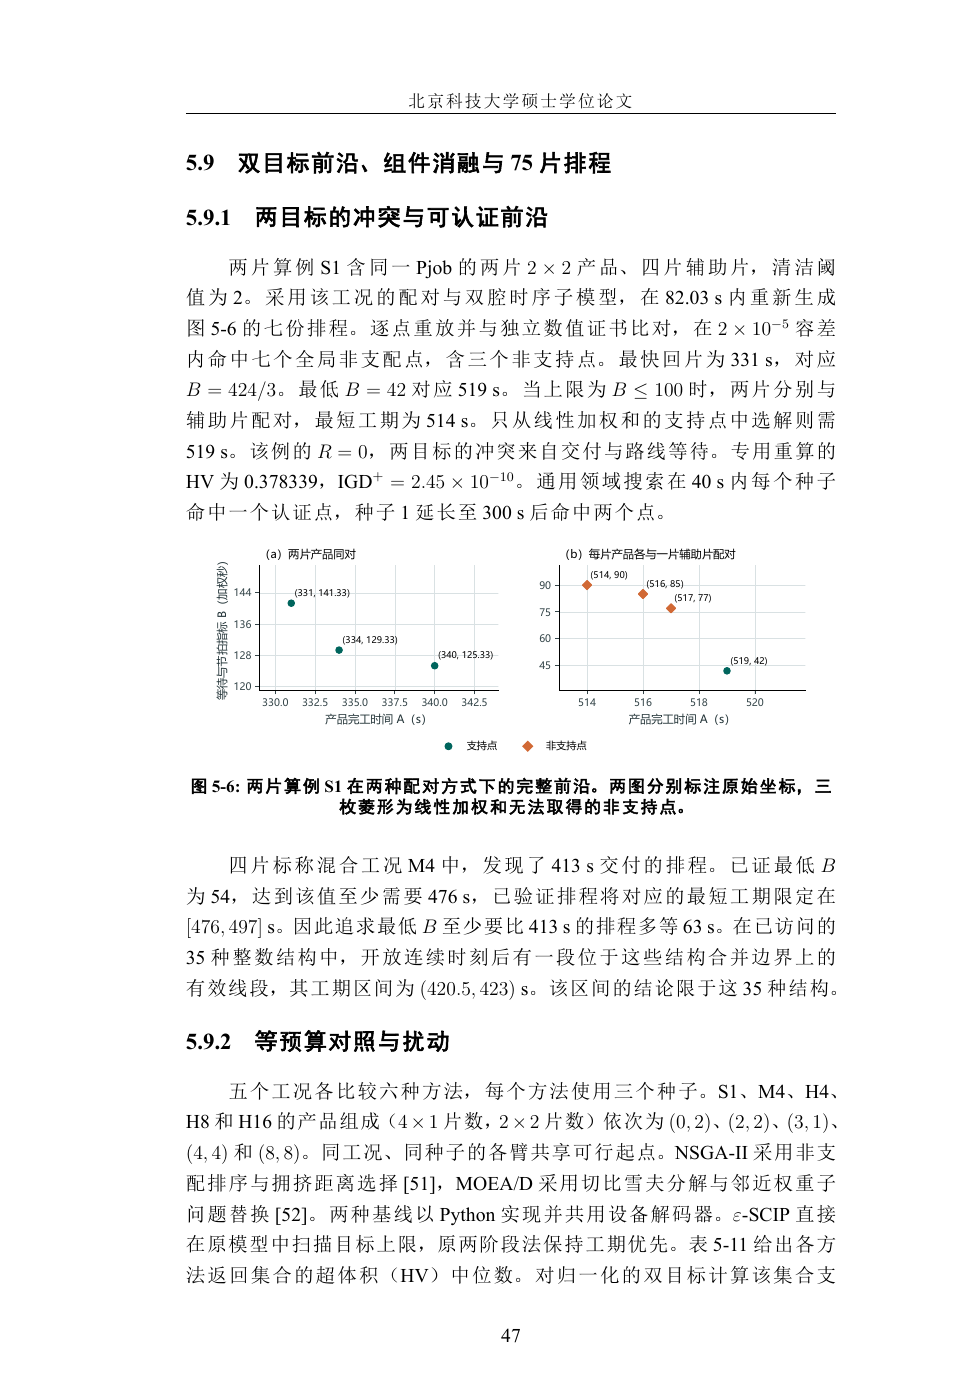 北京科技大学硕士学位论文
5.9 双目标前沿、组件消融与 75 片排程
5.9.1 两目标的冲突与可认证前沿
两片算例 S1 含同一 Pjob 的两片 2 × 2 产品、四片辅助片，清洁阈
值为 2。采用该工况的配对与双腔时序子模型，在 82.03 s 内重新生成
图 5-6 的七份排程。逐点重放并与独立数值证书比对，在 2 × 10⁻⁵ 容差
内命中七个全局非支配点，含三个非支持点。最快回片为 331 s，对应
B = 424/3。最低 B = 42 对应 519 s。当上限为 B ≤ 100 时，两片分别与
辅助片配对，最短工期为 514 s。只从线性加权和的支持点中选解则需
519 s。该例的 R = 0，两目标的冲突来自交付与路线等待。专用重算的
HV 为 0.378339，IGD⁺ = 2.45 × 10⁻¹⁰。通用领域搜索在 40 s 内每个种子
命中一个认证点，种子 1 延长至 300 s 后命中两个点。
（a）两片产品同对
等待与节拍指标 B（加权秒）
144
136
128
120
(331, 141.33)
(334, 129.33)
(340, 125.33)
330.0 332.5 335.0 337.5 340.0 342.5
产品完工时间 A（s）
（b）每片产品各与一片辅助片配对
90
75
60
45
(514, 90)
(516, 85)
(517, 77)
(519, 42)
514 516 518 520
产品完工时间 A（s）
支持点 非支持点
图 5-6: 两片算例 S1 在两种配对方式下的完整前沿。两图分别标注原始坐标，三
枚菱形为线性加权和无法取得的非支持点。
四片标称混合工况 M4 中，发现了 413 s 交付的排程。已证最低 B
为 54，达到该值至少需要 476 s，已验证排程将对应的最短工期限定在
[476, 497] s。因此追求最低 B 至少要比 413 s 的排程多等 63 s。在已访问的
35 种整数结构中，开放连续时刻后有一段位于这些结构合并边界上的
有效线段，其工期区间为 (420.5, 423) s。该区间的结论限于这 35 种结构。
5.9.2 等预算对照与扰动
五个工况各比较六种方法，每个方法使用三个种子。S1、M4、H4、
H8 和 H16 的产品组成（4 × 1 片数，2 × 2 片数）依次为 (0, 2)、(2, 2)、(3, 1)、
(4, 4) 和 (8, 8)。同工况、同种子的各臂共享可行起点。NSGA-II 采用非支
配排序与拥挤距离选择 [51]，MOEA/D 采用切比雪夫分解与邻近权重子
问题替换 [52]。两种基线以 Python 实现并共用设备解码器。ε-SCIP 直接
在原模型中扫描目标上限，原两阶段法保持工期优先。表 5-11 给出各方
法返回集合的超体积（HV）中位数。对归一化的双目标计算该集合支
47